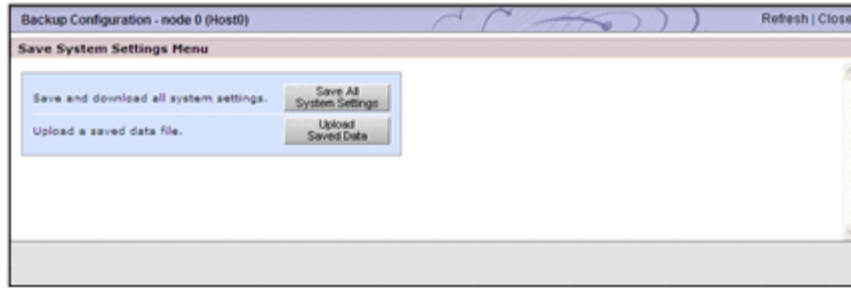 Backup Configuration - node 0 (Host0)
Refresh | Close
Save System Settings Menu
Save and download all system settings.
Save All
System Settings
Upload a saved data file.
Upload
Saved Data